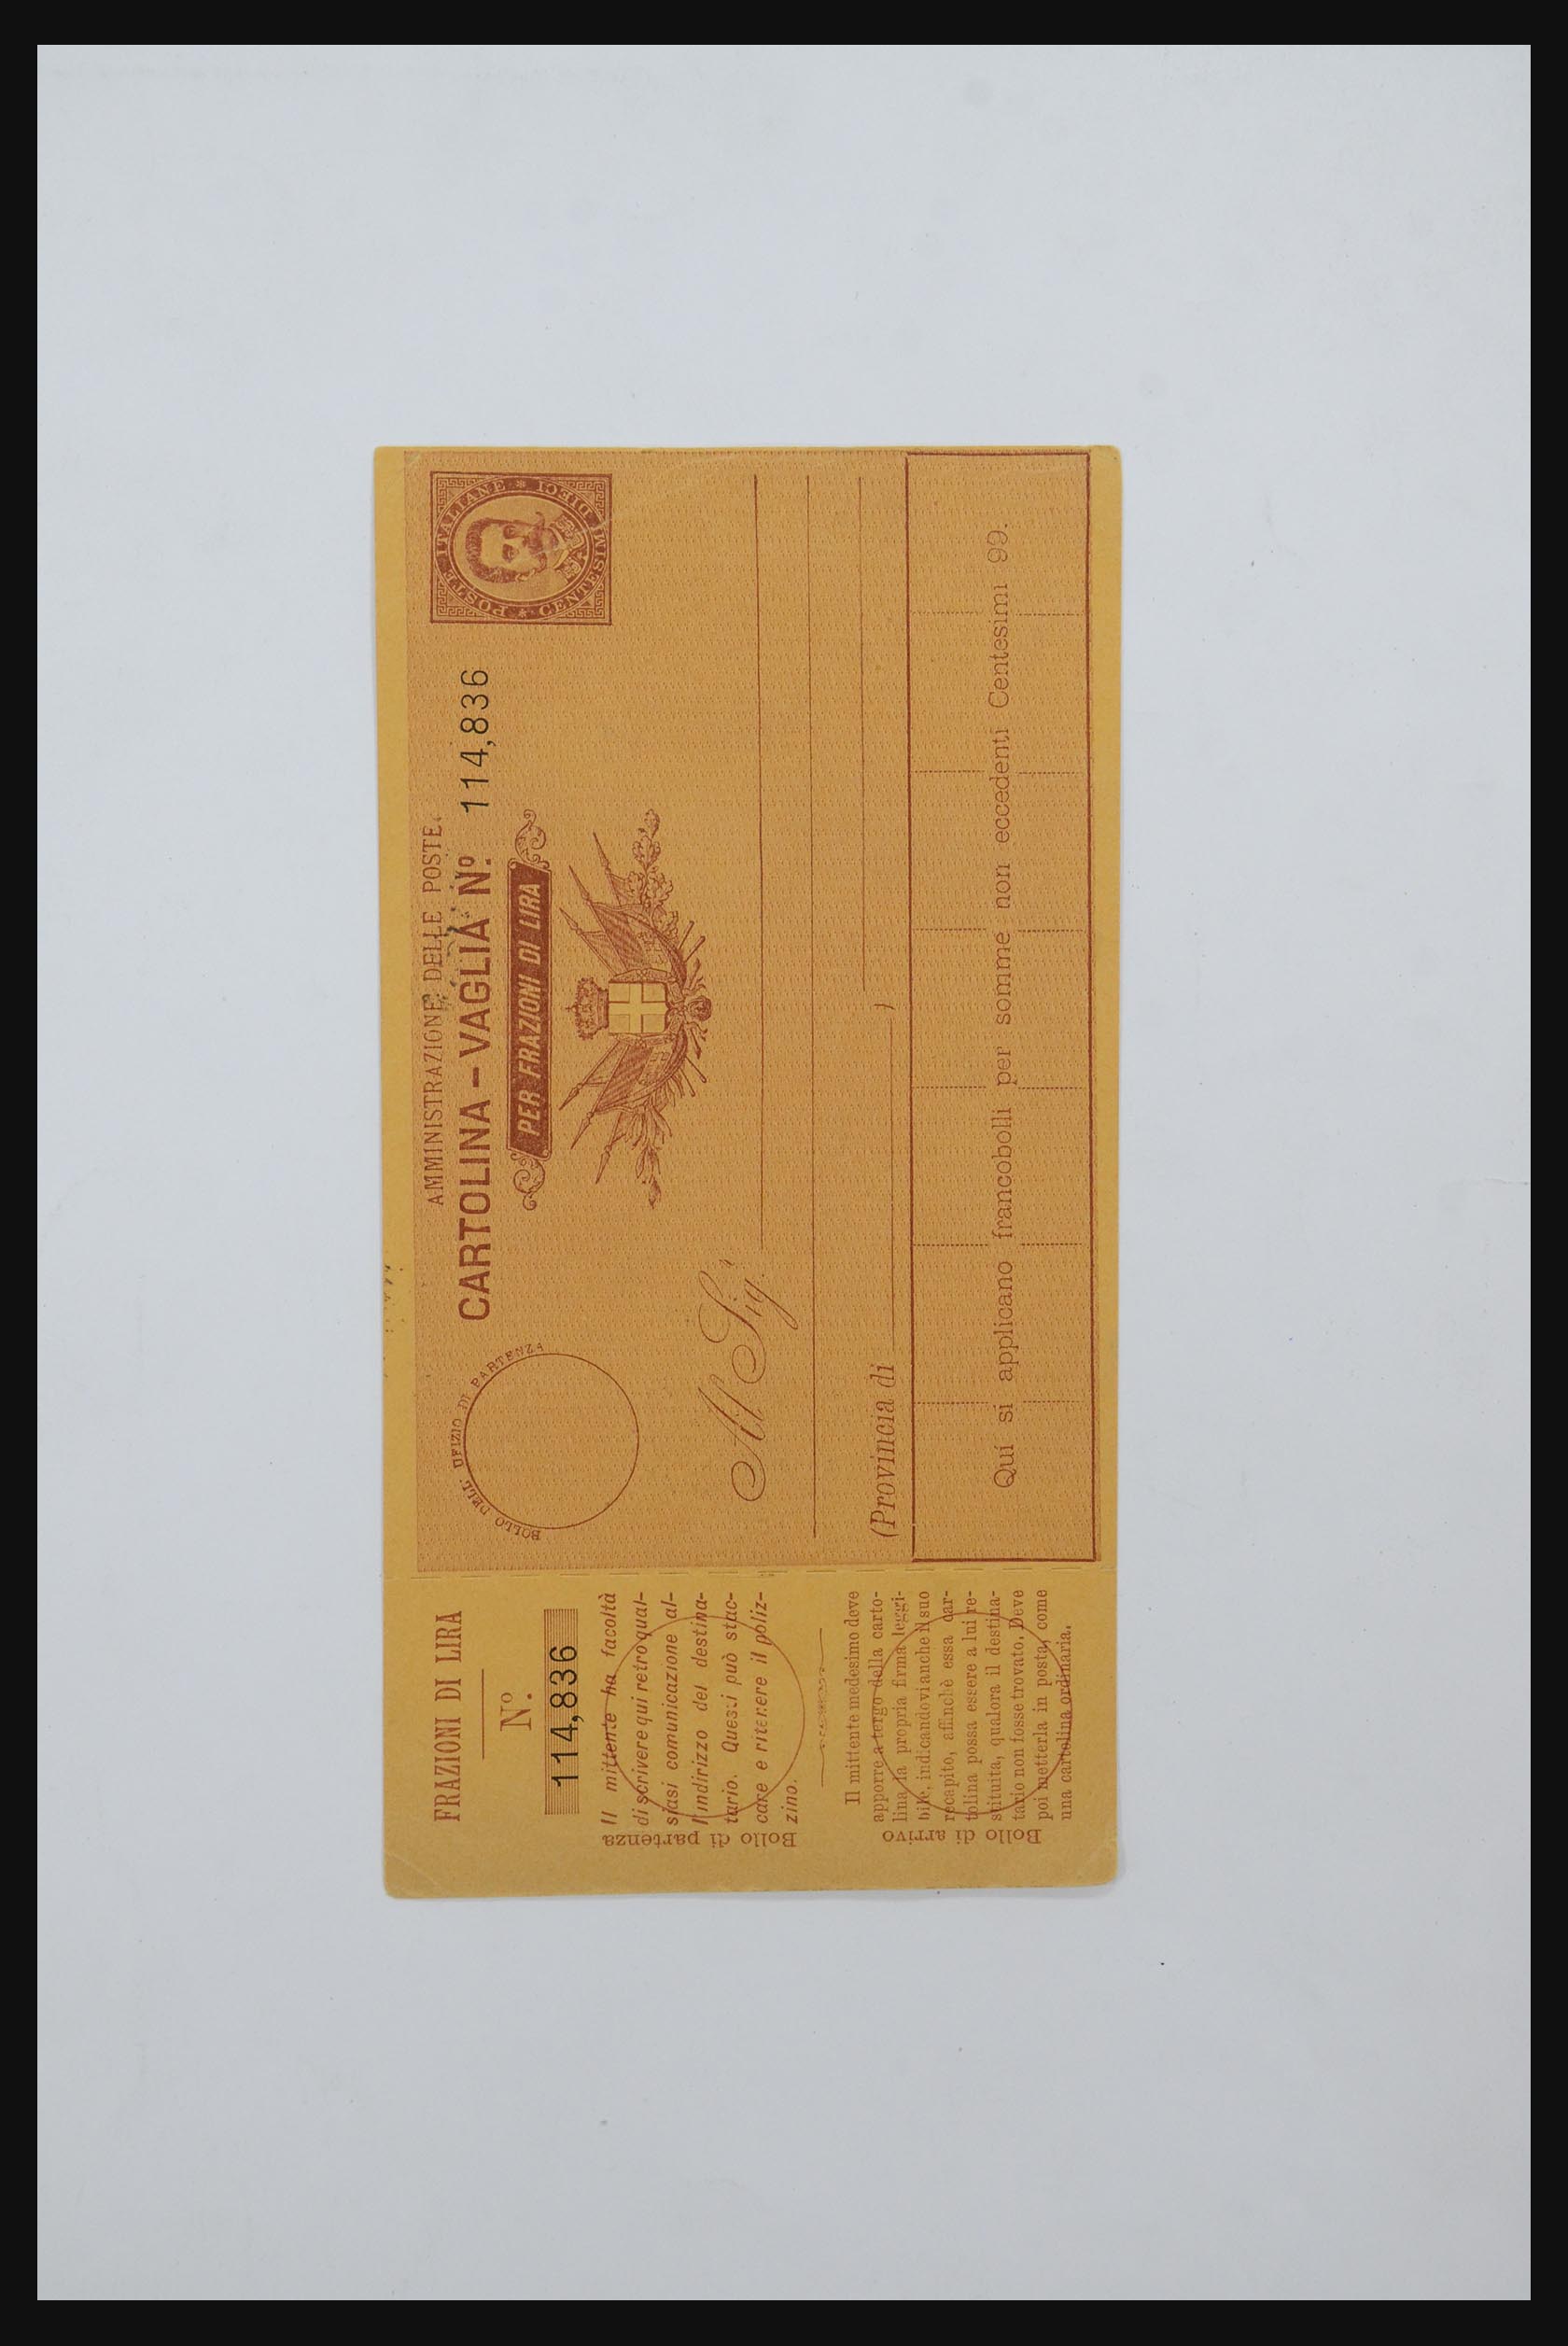 FRAZIONI DI LIRA
Nº.
114,836
Il mittente ha facoltà
di scrivere qui retro qual-
siasi comunicazione al-
l'indirizzo del destina-
tario. Questi può stac-
care e ritenere il poliz-
zino.
Bollo di partenza
Il mittente medesimo deve
apporre a tergo della carto-
lina la propria firma leggi-
bile, indicandovi anche il suo
recapito, affinchè essa car-
tolina possa essere a lui re-
stituita, qualora il destina-
tario non fosse trovato. Deve
poi metterla in posta, come
una cartolina ordinaria.
Bollo di arrivo
AMMINISTRAZIONE DELLE POSTE.
CARTOLINA - VAGLIA Nº. 114,836
PER FRAZIONI DI LIRA
BOLLO DELL' UFIZIO DI PARTENZA
POSTE ITALIANE * CENTESIMI DIECI *
Al Sig.r
(Provincia di )
Qui si applicano francobolli per somme non eccedenti Centesimi 99.